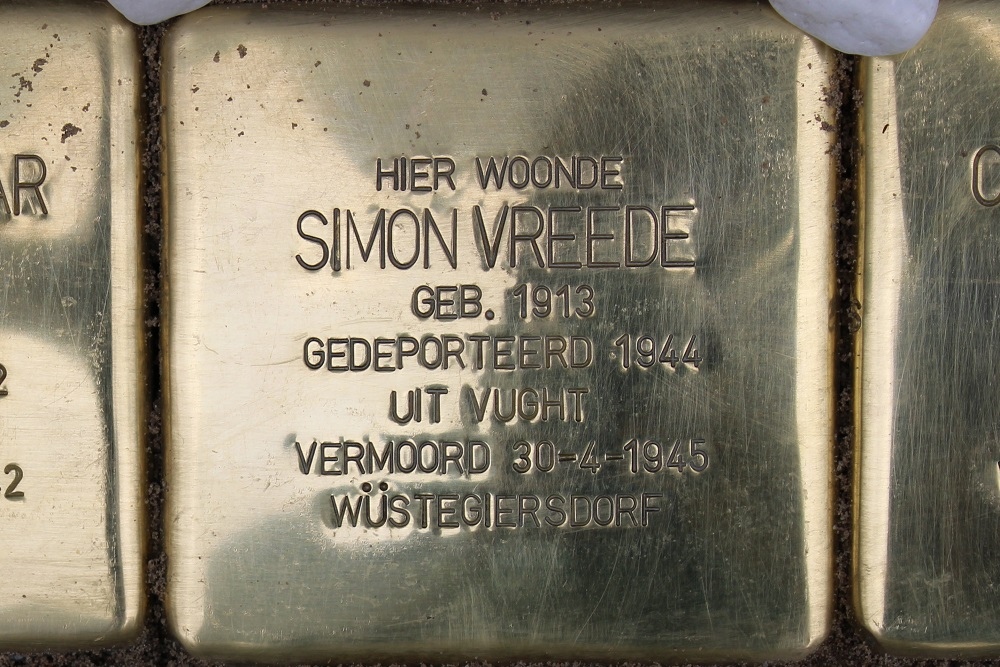 HIER WOONDE
SIMON VREEDE
GEB. 1913
GEDEPORTEERD 1944
UIT VUGHT
VERMOORD 30-4-1945
WÜSTEGIERSDORF